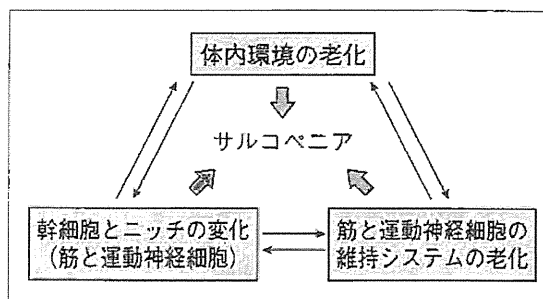 体内環境の老化
サルコペニア
幹細胞とニッチの変化
(筋と運動神経細胞)
筋と運動神経細胞の
維持システムの老化